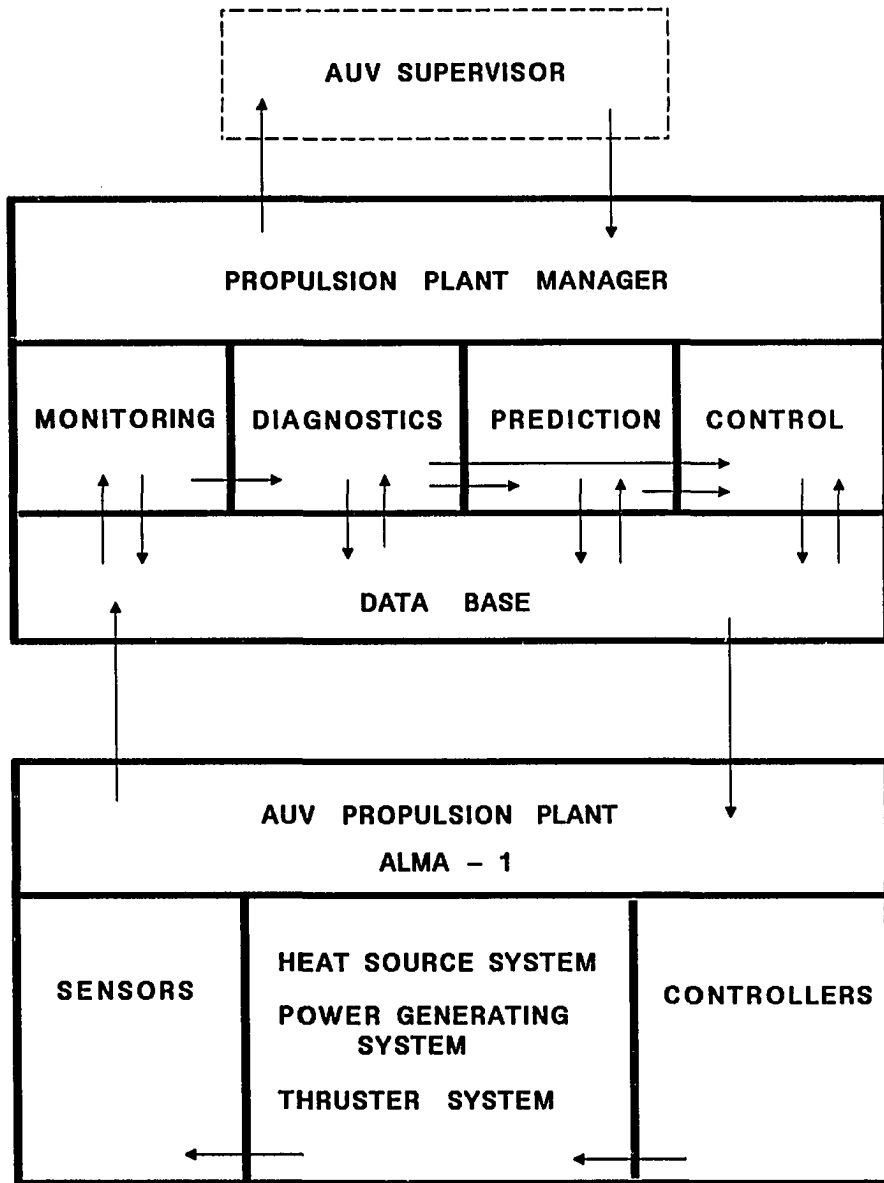 AUV SUPERVISOR
PROPULSION PLANT MANAGER
MONITORING
DIAGNOSTICS
PREDICTION
CONTROL
DATA BASE
AUV PROPULSION PLANT
ALMA – 1
SENSORS
HEAT SOURCE SYSTEM
POWER GENERATING
SYSTEM
THRUSTER SYSTEM
CONTROLLERS